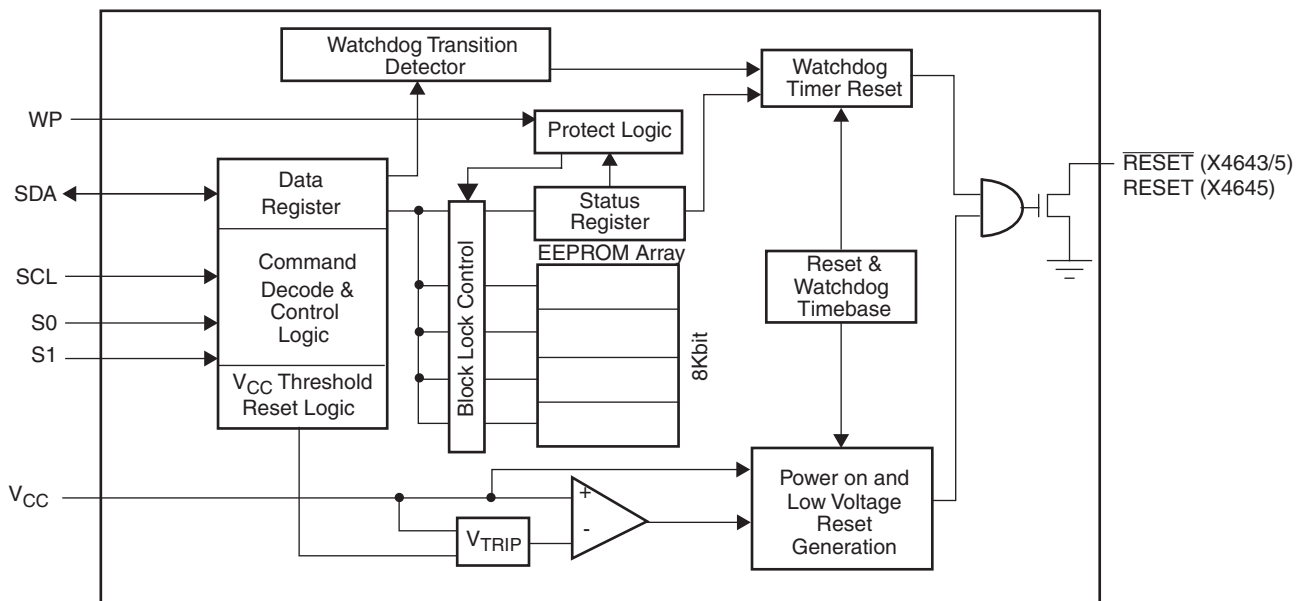 Watchdog Transition
Detector
Watchdog
Timer Reset
WP
Protect Logic
RESET (X4643/5)
RESET (X4645)
SDA
Data
Register
Status
Register
EEPROM Array
Block Lock Control
8Kbit
SCL
S0
S1
Command
Decode &
Control
Logic
Reset &
Watchdog
Timebase
VCC Threshold
Reset Logic
VCC
+
-
VTRIP
Power on and
Low Voltage
Reset
Generation